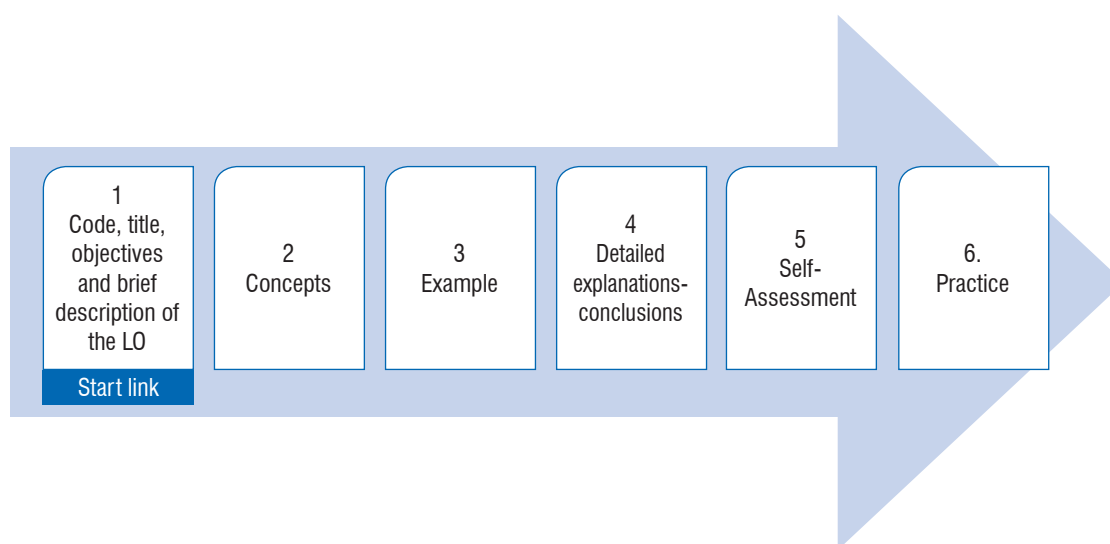 1
Code, title,
objectives
and brief
description of
the LO
Start link
2
Concepts
3
Example
4
Detailed
explanations-
conclusions
5
Self-
Assessment
6.
Practice